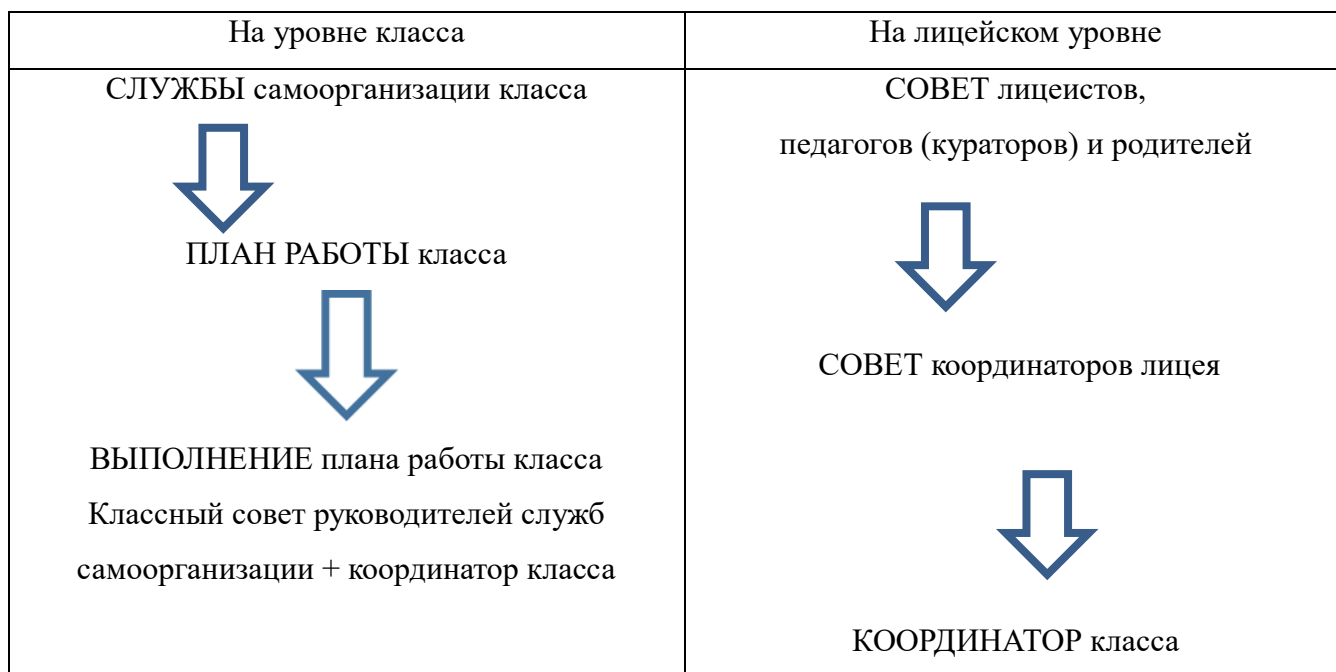 На уровне класса
СЛУЖБЫ самоорганизации класса
ПЛАН РАБОТЫ класса
ВЫПОЛНЕНИЕ плана работы класса
Классный совет руководителей служб
самоорганизации + координатор класса
На лицейском уровне
СОВЕТ лицеистов,
педагогов (кураторов) и родителей
СОВЕТ координаторов лицея
КООРДИНАТОР класса